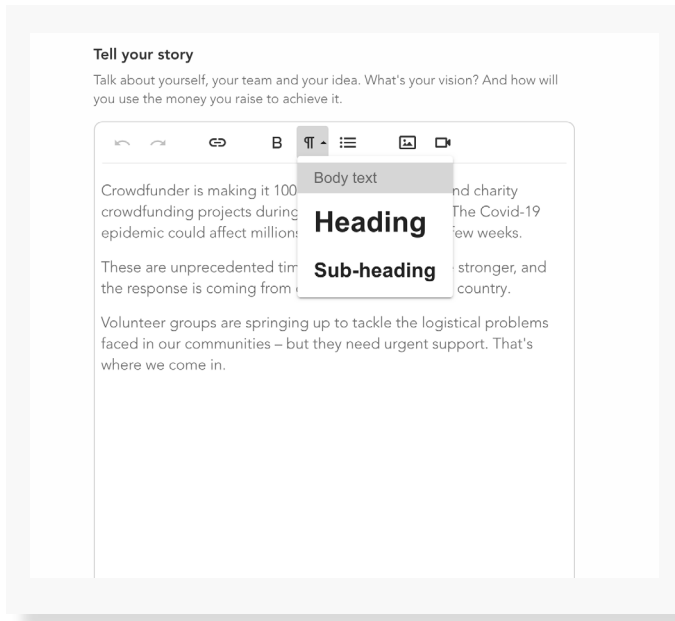 Tell your story
Talk about yourself, your team and your idea. What's your vision? And how will
you use the money you raise to achieve it.
B ¶
Crowdfunder is making it 100 nd charity
crowdfunding projects during The Covid-19
epidemic could affect millions few weeks.
These are unprecedented tim stronger, and
the response is coming from country.
Body text
Heading
Sub-heading
Volunteer groups are springing up to tackle the logistical problems
faced in our communities – but they need urgent support. That's
where we come in.